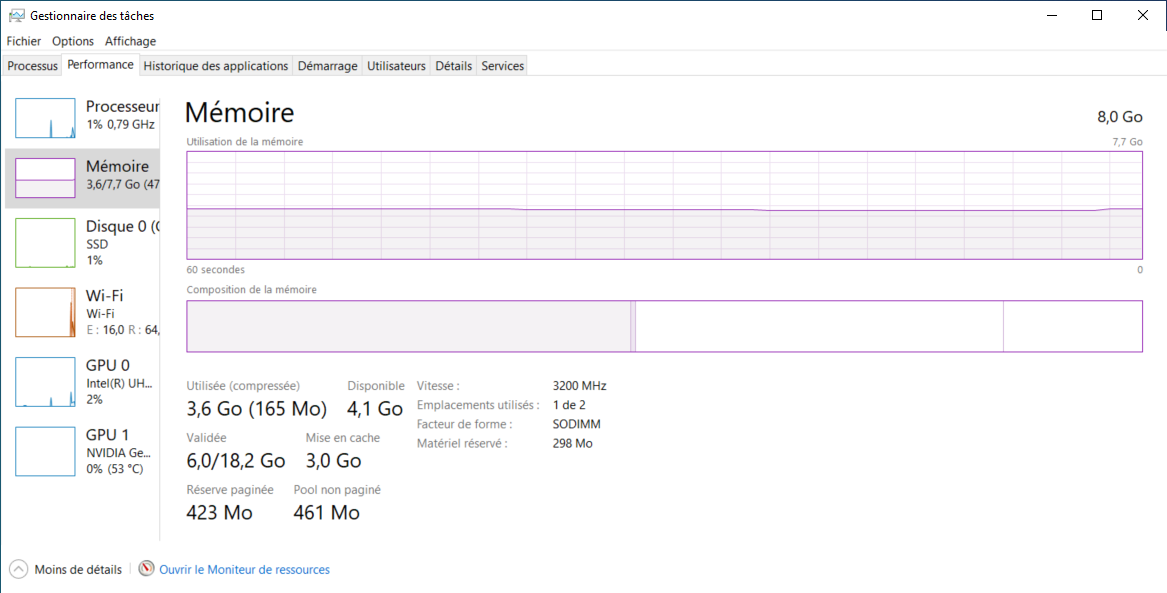 Gestionnaire des tâches
Fichier Options Affichage
Processus Performance Historique des applications Démarrage Utilisateurs Détails Services
Processeur
1% 0,79 GHz
Mémoire
3,6/7,7 Go (47
Disque 0 (C
SSD
1%
Wi-Fi
Wi-Fi
E : 16,0 R : 64,
GPU 0
Intel(R) UH...
2%
GPU 1
NVIDIA Ge...
0% (53 °C)
Mémoire 8,0 Go
Utilisation de la mémoire 7,7 Go
60 secondes 0
Composition de la mémoire
Utilisée (compressée) Disponible
3,6 Go (165 Mo) 4,1 Go
Validée Mise en cache
6,0/18,2 Go 3,0 Go
Réserve paginée Pool non paginé
423 Mo 461 Mo
Vitesse : 3200 MHz
Emplacements utilisés : 1 de 2
Facteur de forme : SODIMM
Matériel réservé : 298 Mo
Moins de détails Ouvrir le Moniteur de ressources